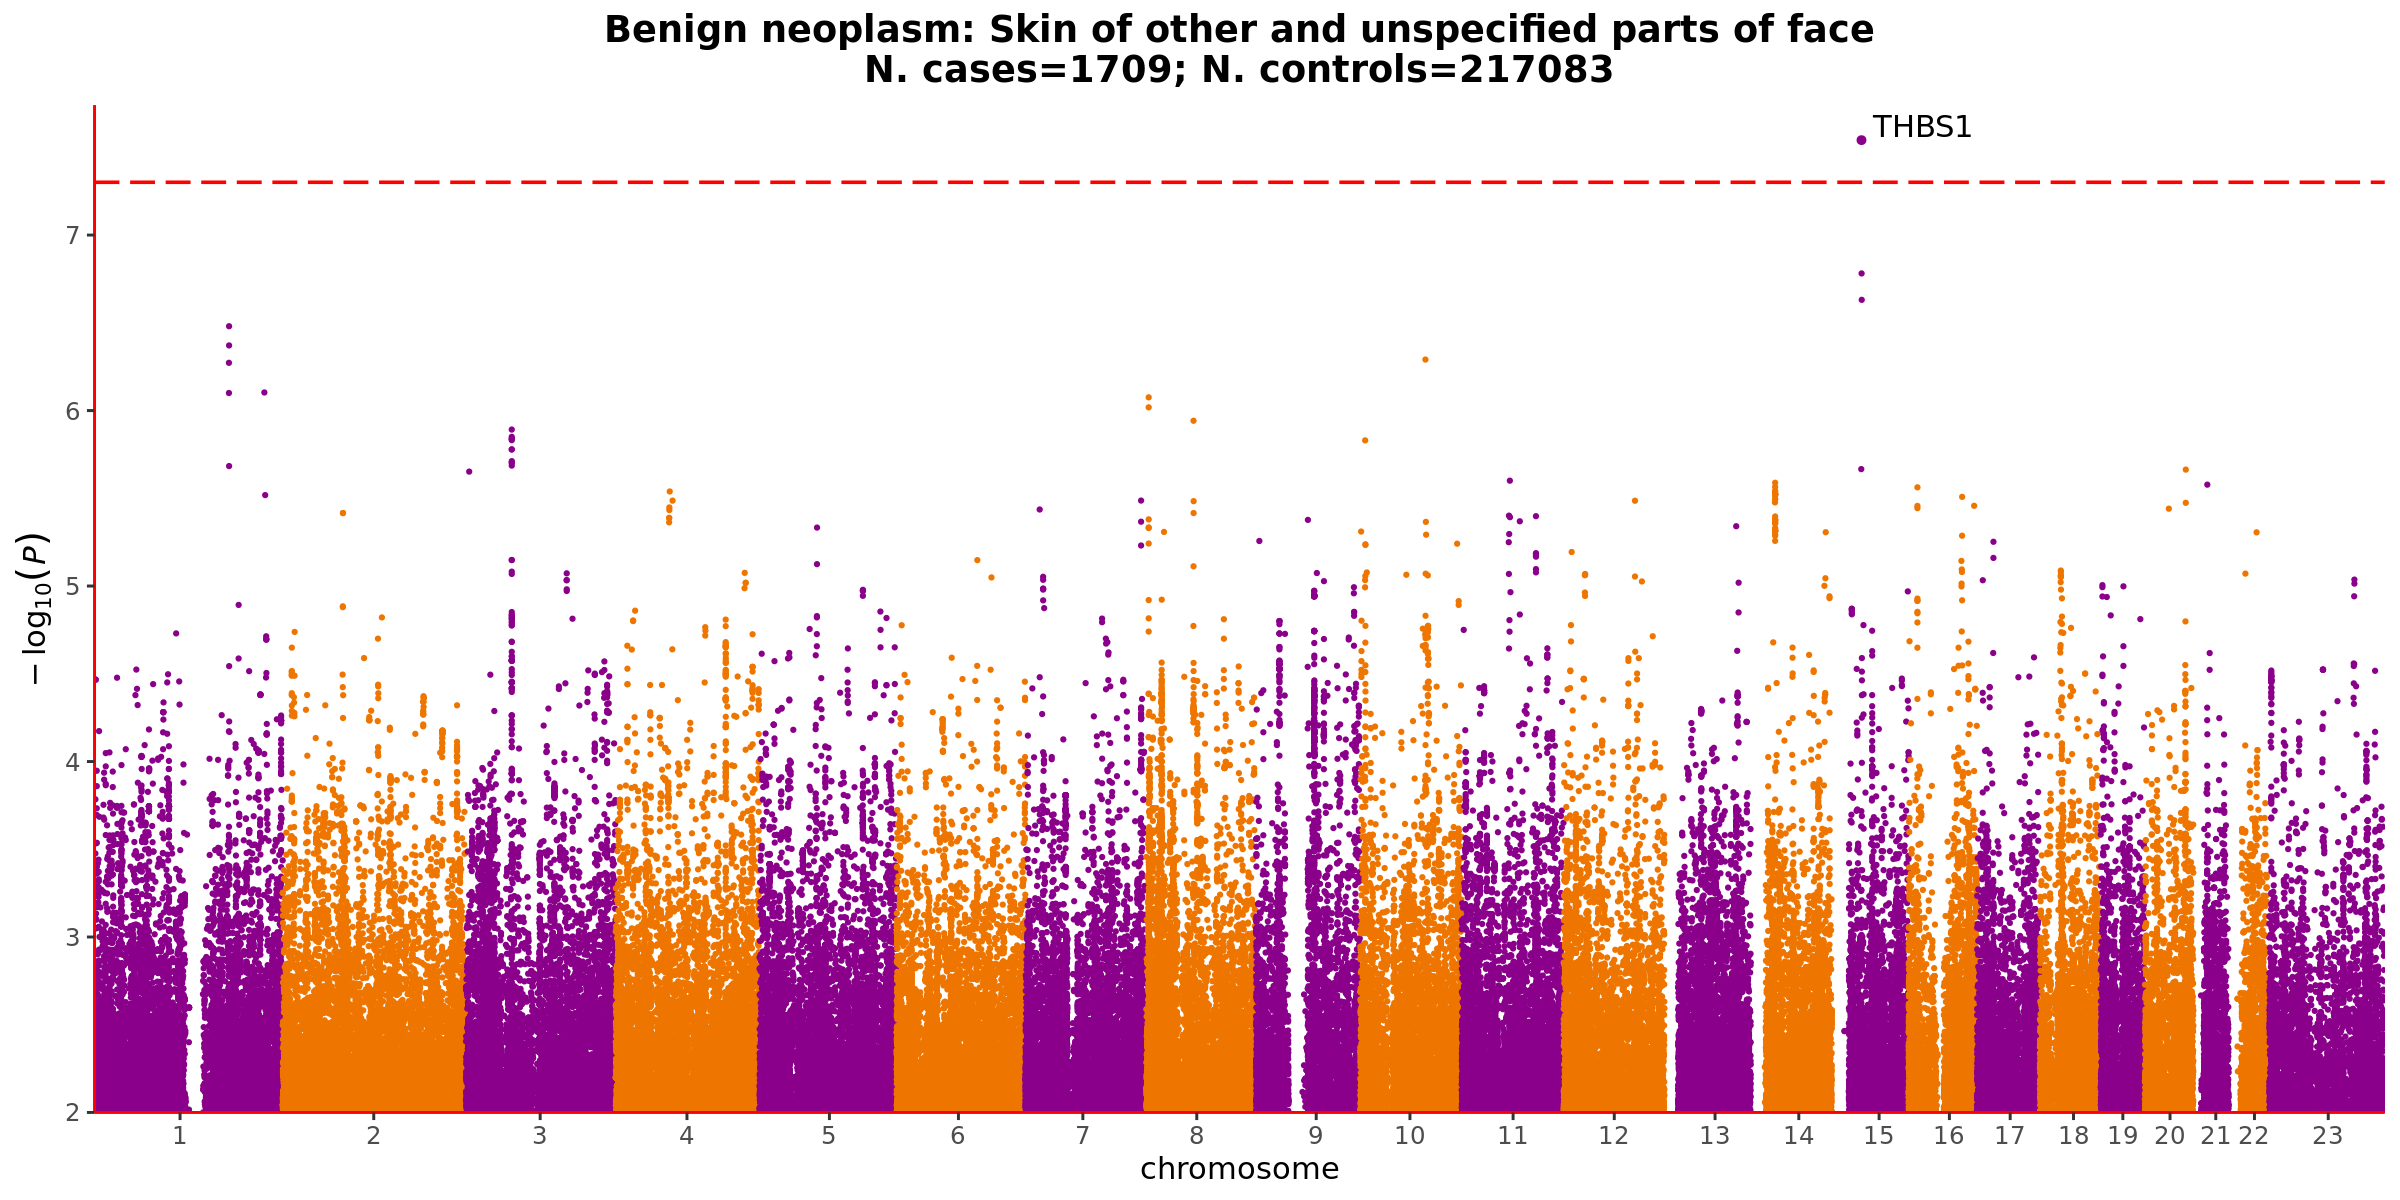 Benign neoplasm: Skin of other and unspecified parts of face
N. cases=1709; N. controls=217083
THBS1
7
6
5
4
3
2
− log10(P)
1 2 3 4 5 6 7 8 9 10 11 12 13 14 15 16 17 18 19 20 21 22 23
chromosome